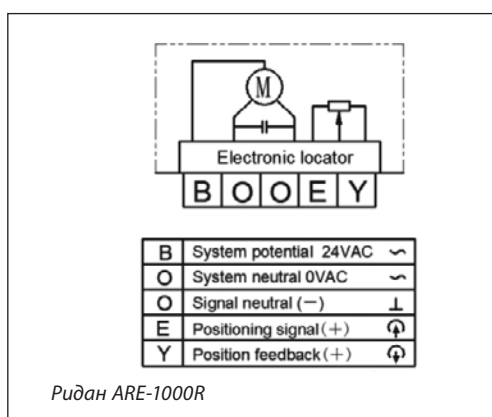 M
Electronic locator
B O O E Y
B System potential 24VAC ∽
O System neutral 0VAC ∽
O Signal neutral (—) ⊥
E Positioning signal(+)
Y Position feedback(+)
Ридан ARE-1000R